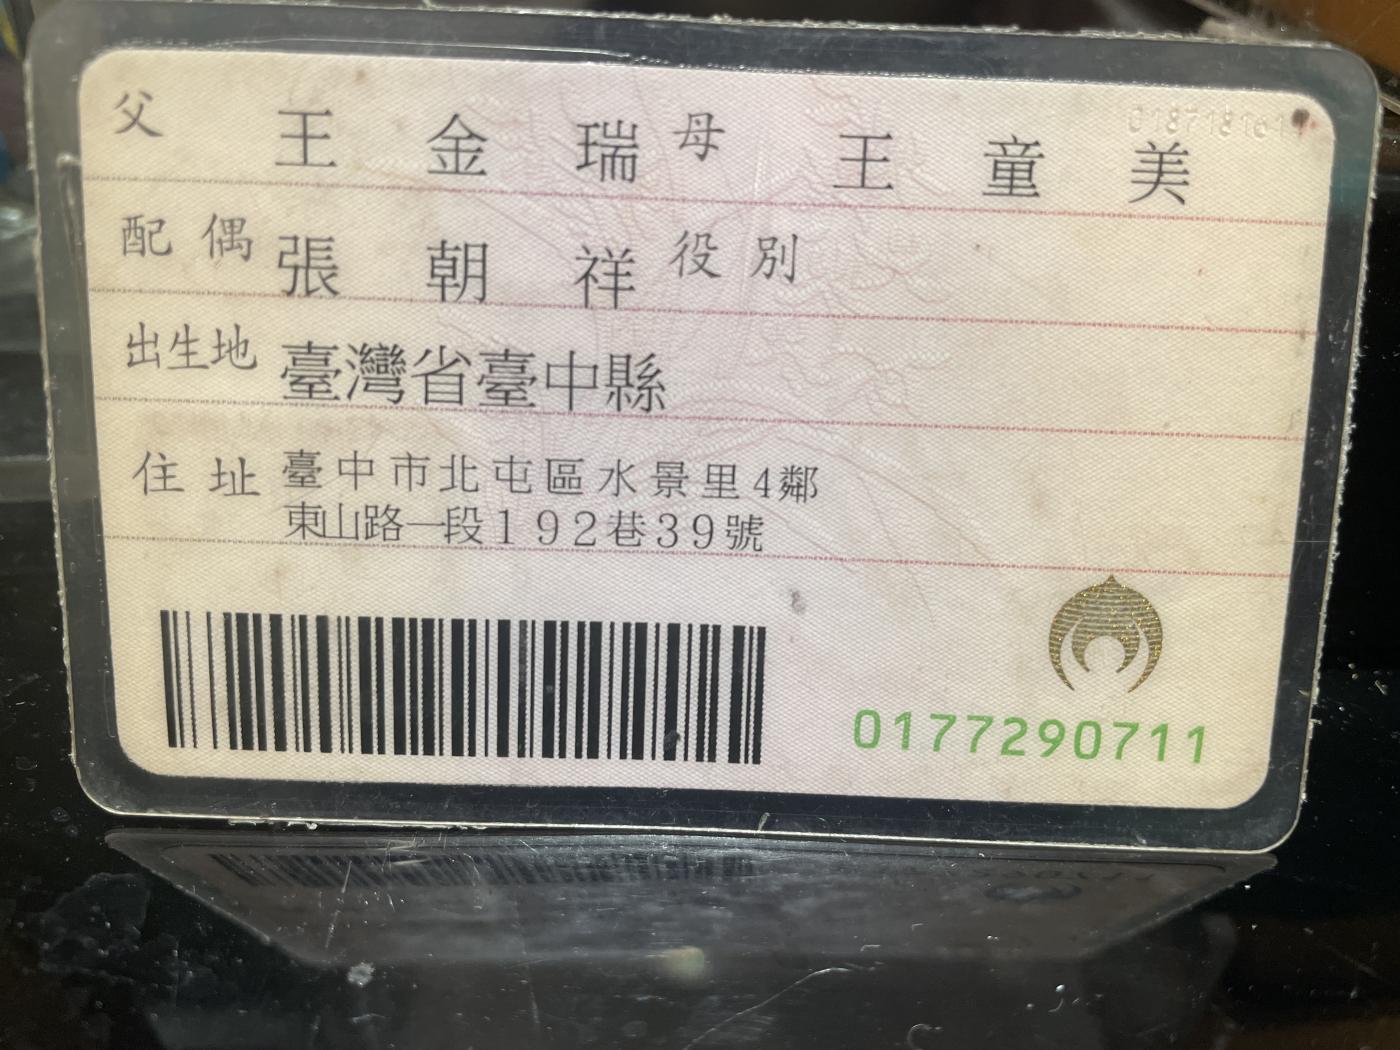 父 王金瑞 母 王童美
配偶 張朝祥 役別
出生地 臺灣省臺中縣
住址 臺中市北屯區水景里4鄰
東山路一段192巷39號
0177290711